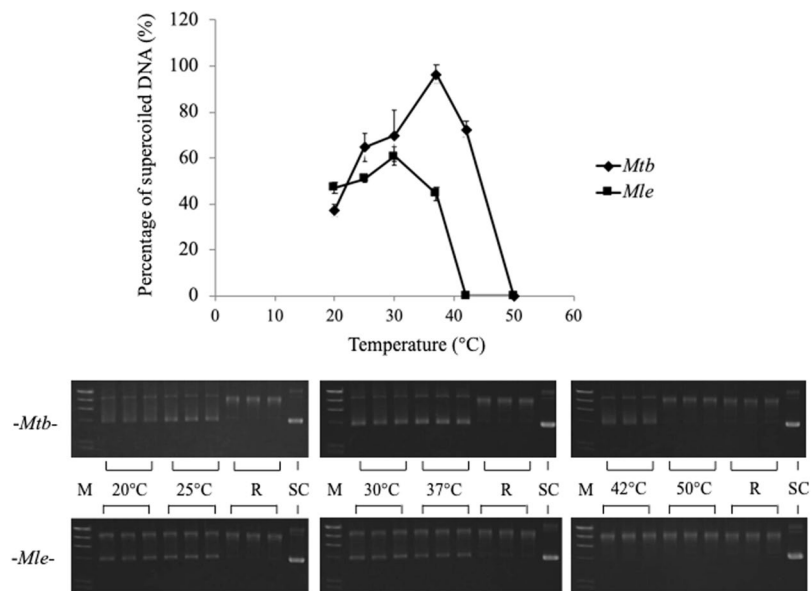 Percentage of supercoiled DNA (%)
120
100
80
60
40
20
0
0 10 20 30 40 50 60
Temperature (°C)
Mtb
Mle
-Mtb-
M 20°C 25°C R SC M 30°C 37°C R SC M 42°C 50°C R SC
-Mle-